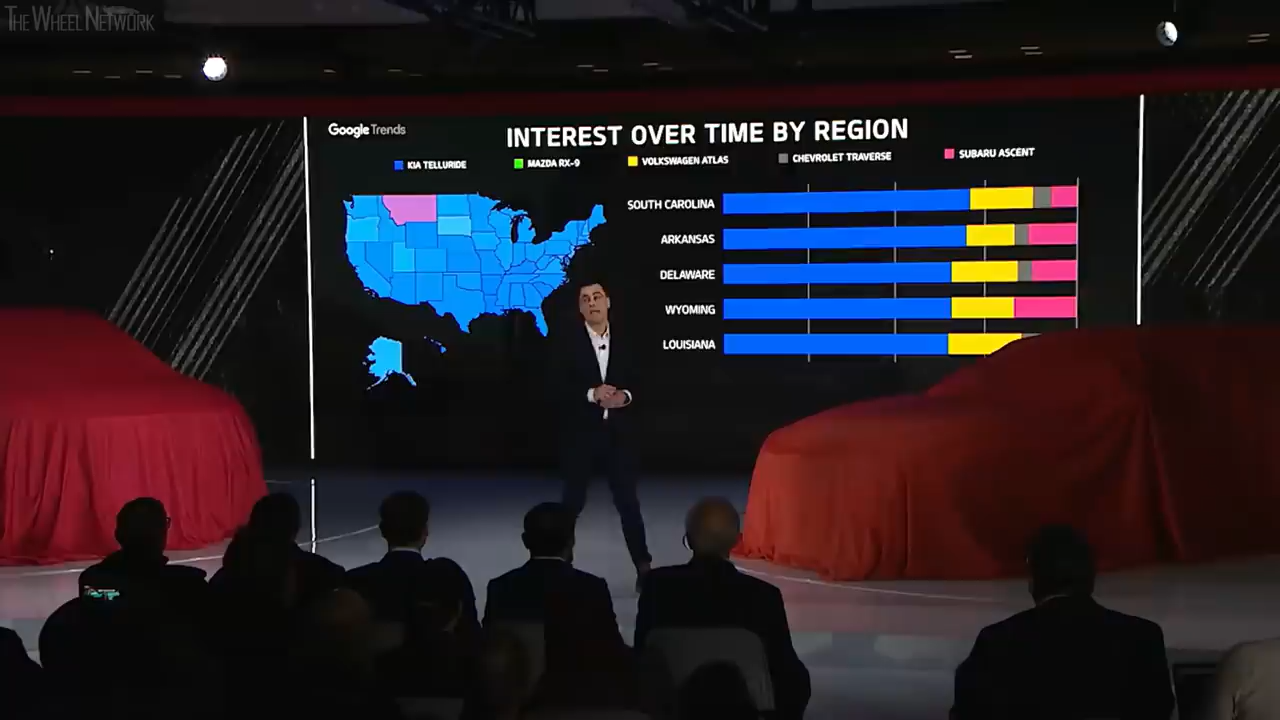 THE WHEEL NETWORK
Google Trends
INTEREST OVER TIME BY REGION
KIA TELLURIDE
MAZDA RX-9
VOLKSWAGEN ATLAS
CHEVROLET TRAVERSE
SUBARU ASCENT
SOUTH CAROLINA
ARKANSAS
DELAWARE
WYOMING
LOUISIANA